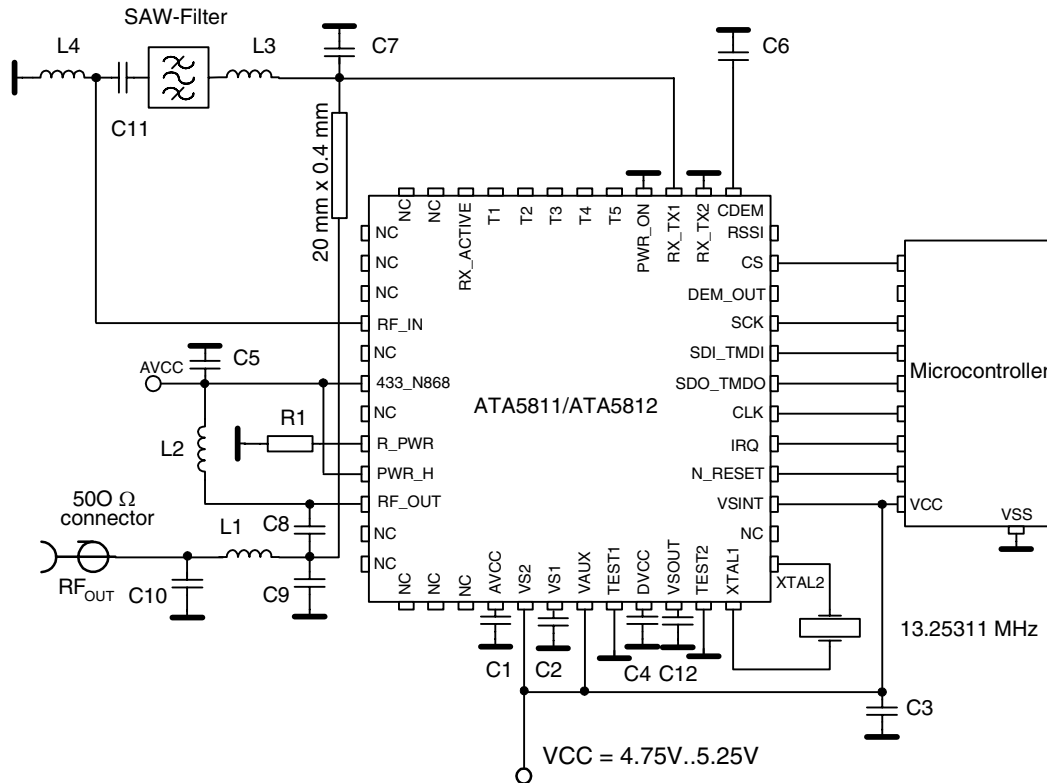 SAW-Filter
L4
L3
C7
C6
C11
20 mm x 0.4 mm
NC
NC
RX_ACTIVE
T1
T2
T3
T4
T5
PWR_ON
RX_TX1
RX_TX2
CDEM
NC
NC
NC
RF_IN
NC
433_N868
NC
R_PWR
PWR_H
RF_OUT
NC
NC
RSSI
CS
DEM_OUT
SCK
SDI_TMDI
SDO_TMDO
CLK
IRQ
N_RESET
VSINT
NC
XTAL2
ATA5811/ATA5812
Microcontroller
VCC
VSS
AVCC
C5
L2
R1
50O Ω
connector
RF OUT
L1
C8
C10
C9
NC
NC
NC
AVCC
VS2
VS1
VAUX
TEST1
DVCC
VSOUT
TEST2
XTAL1
C1
C2
C4
C12
13.25311 MHz
C3
VCC = 4.75V..5.25V